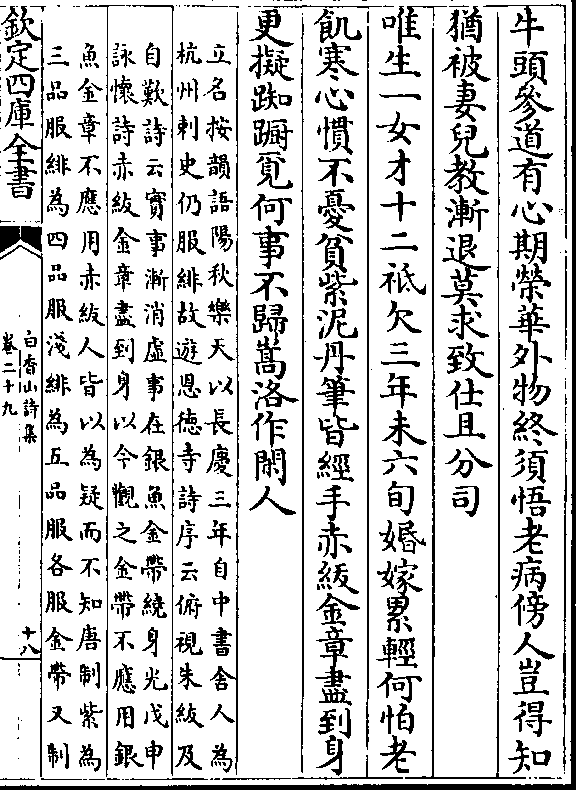 牛頭參道有心期榮華外物終須悟老病傍人豈得知
猶被妻兒教漸退莫求致仕且分司
唯生一女才十二祗欠三年未六旬婚嫁累輕何怕老
飢寒心慣不憂貧紫泥丹筆皆經手赤紱金章盡到身
更擬踟蹰覓何事不歸嵩洛作閒人
立名按韻語陽秋樂天以長慶三年自中書舍人為
杭州刺史仍服緋故遊恩德寺詩序云俯視朱紱及
自歎詩云實事漸消虛事在銀魚金帶繞身光戊申
詠懷詩赤紱金章盡到身以今觀之金帶不應用銀
魚金章不應用赤紱人皆以為疑而不知唐制紫為
三品服緋為四品服淺緋為五品服各服金帶又制
欽定四庫全書
白香山詩集
卷二十九
十八